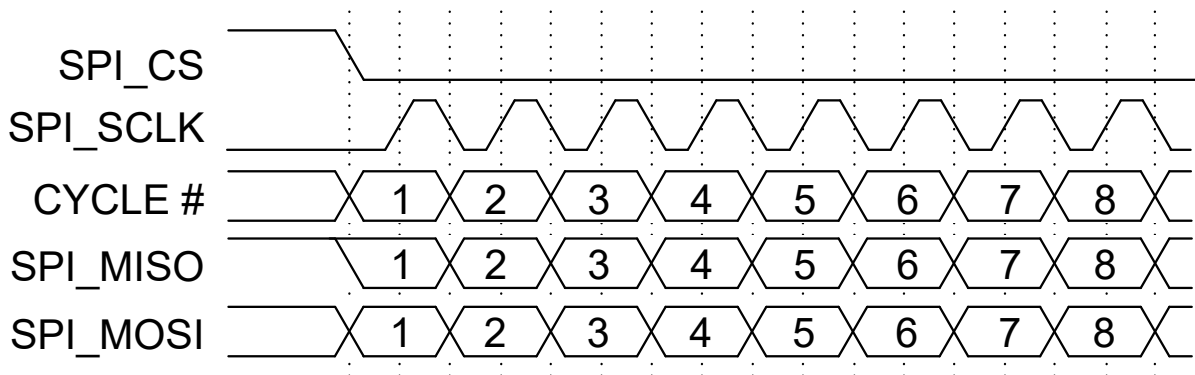 SPI_CS
SPI_SCLK
CYCLE # 1 2 3 4 5 6 7 8
SPI_MISO 1 2 3 4 5 6 7 8
SPI_MOSI 1 2 3 4 5 6 7 8